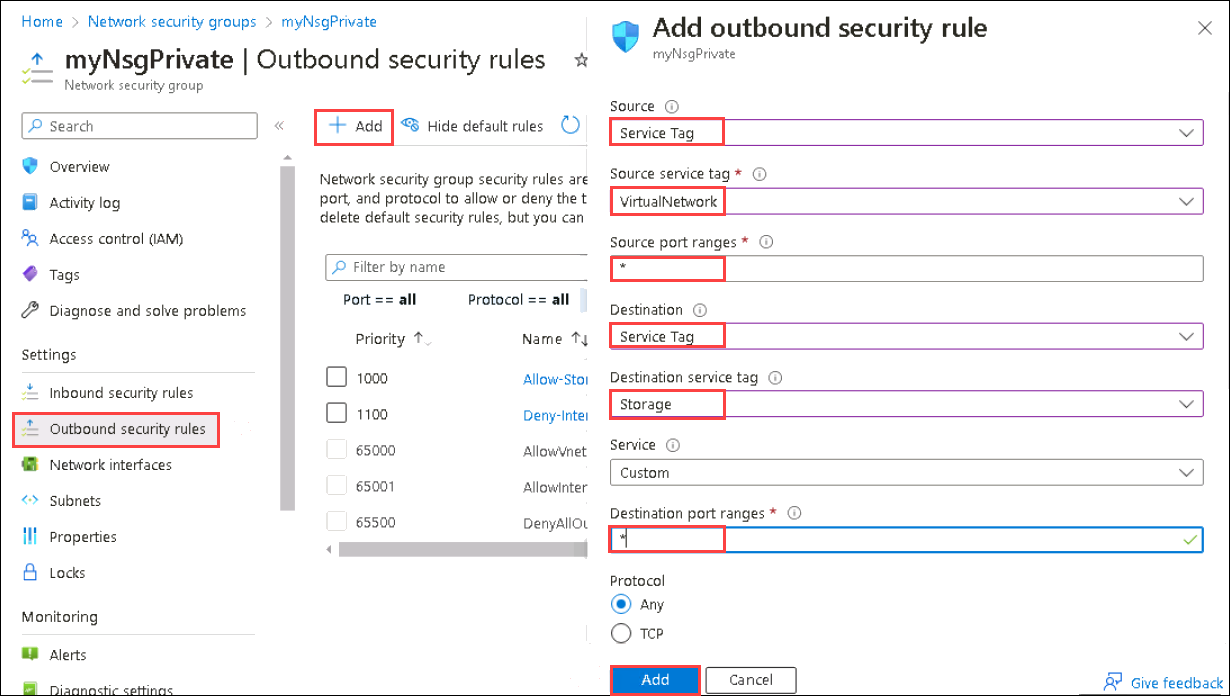 Home > Network security groups > myNsgPrivate
myNsgPrivate | Outbound security rules
Network security group
Search
«
Overview
Activity log
Access control (IAM)
Tags
Diagnose and solve problems
Settings
Inbound security rules
Outbound security rules
Network interfaces
Subnets
Properties
Locks
Monitoring
Alerts
Diagnostic settings
+ Add
Hide default rules
Network security group security rules are
port, and protocol to allow or deny the t
delete default security rules, but you can
Filter by name
Port == all
Protocol == all
Priority ↑↓
Name ↑↓
1000
Allow-Stor
1100
Deny-Inter
65000
AllowVnet
65001
AllowInter
65500
DenyAllOu
Add outbound security rule
myNsgPrivate
Source
Service Tag
Source service tag *
VirtualNetwork
Source port ranges *
*
Destination
Service Tag
Destination service tag
Storage
Service
Custom
Destination port ranges *
*
Protocol
Any
TCP
Add
Cancel
Give feedback